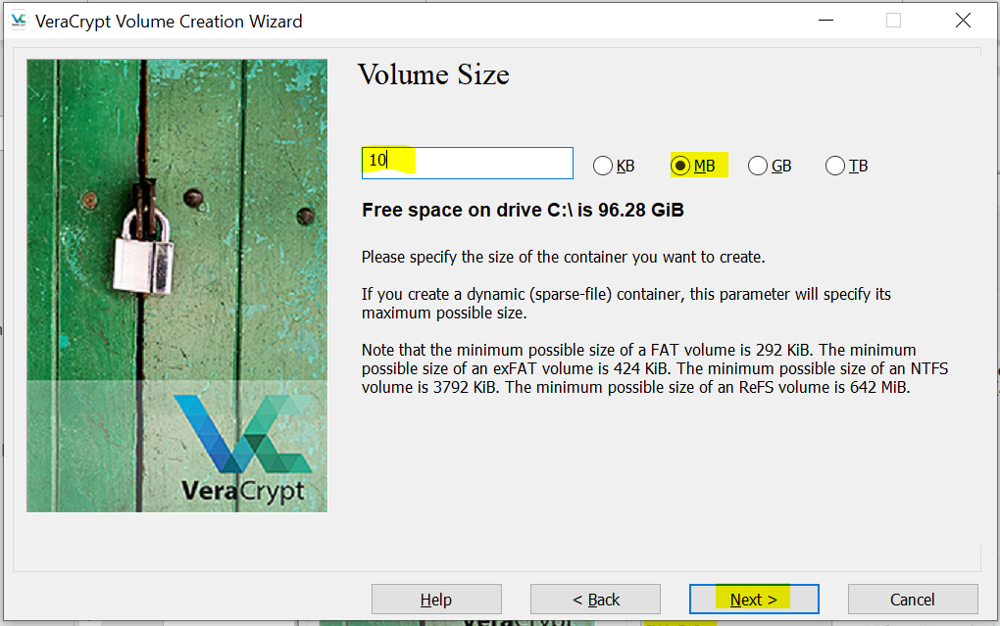 VeraCrypt Volume Creation Wizard
Volume Size
10
KB
MB
GB
TB
Free space on drive C:\ is 96.28 GiB
Please specify the size of the container you want to create.
If you create a dynamic (sparse-file) container, this parameter will specify its
maximum possible size.
Note that the minimum possible size of a FAT volume is 292 KiB. The minimum
possible size of an exFAT volume is 424 KiB. The minimum possible size of an NTFS
volume is 3792 KiB. The minimum possible size of an ReFS volume is 642 MiB.
VeraCrypt
Help
< Back
Next >
Cancel
VeraCrypt